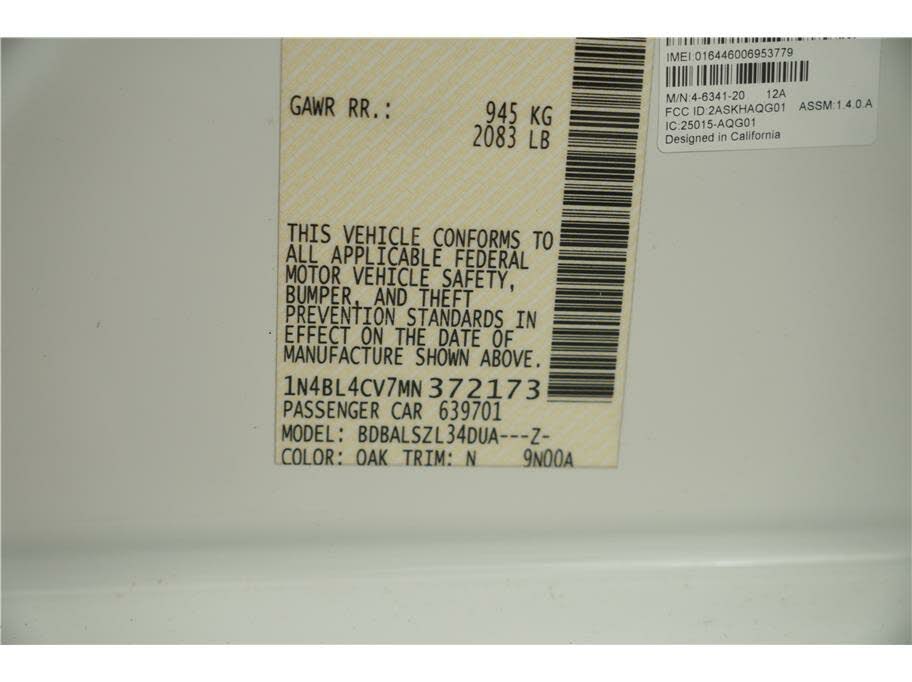 GAWR RR.: 945 KG
2083 LB
THIS VEHICLE CONFORMS TO
ALL APPLICABLE FEDERAL
MOTOR VEHICLE SAFETY,
BUMPER, AND THEFT
PREVENTION STANDARDS IN
EFFECT ON THE DATE OF
MANUFACTURE SHOWN ABOVE.
1N4BL4CV7MN372173
PASSENGER CAR 639701
MODEL: BDBALSZL34DUA---Z-
COLOR: QAK TRIM: N 9N00A
IMEI:016446006953779
M/N:4-6341-20 12A
FCC ID:2ASKHAQG01 ASSM:1.4.0.A
IC:25015-AQG01
Designed in California